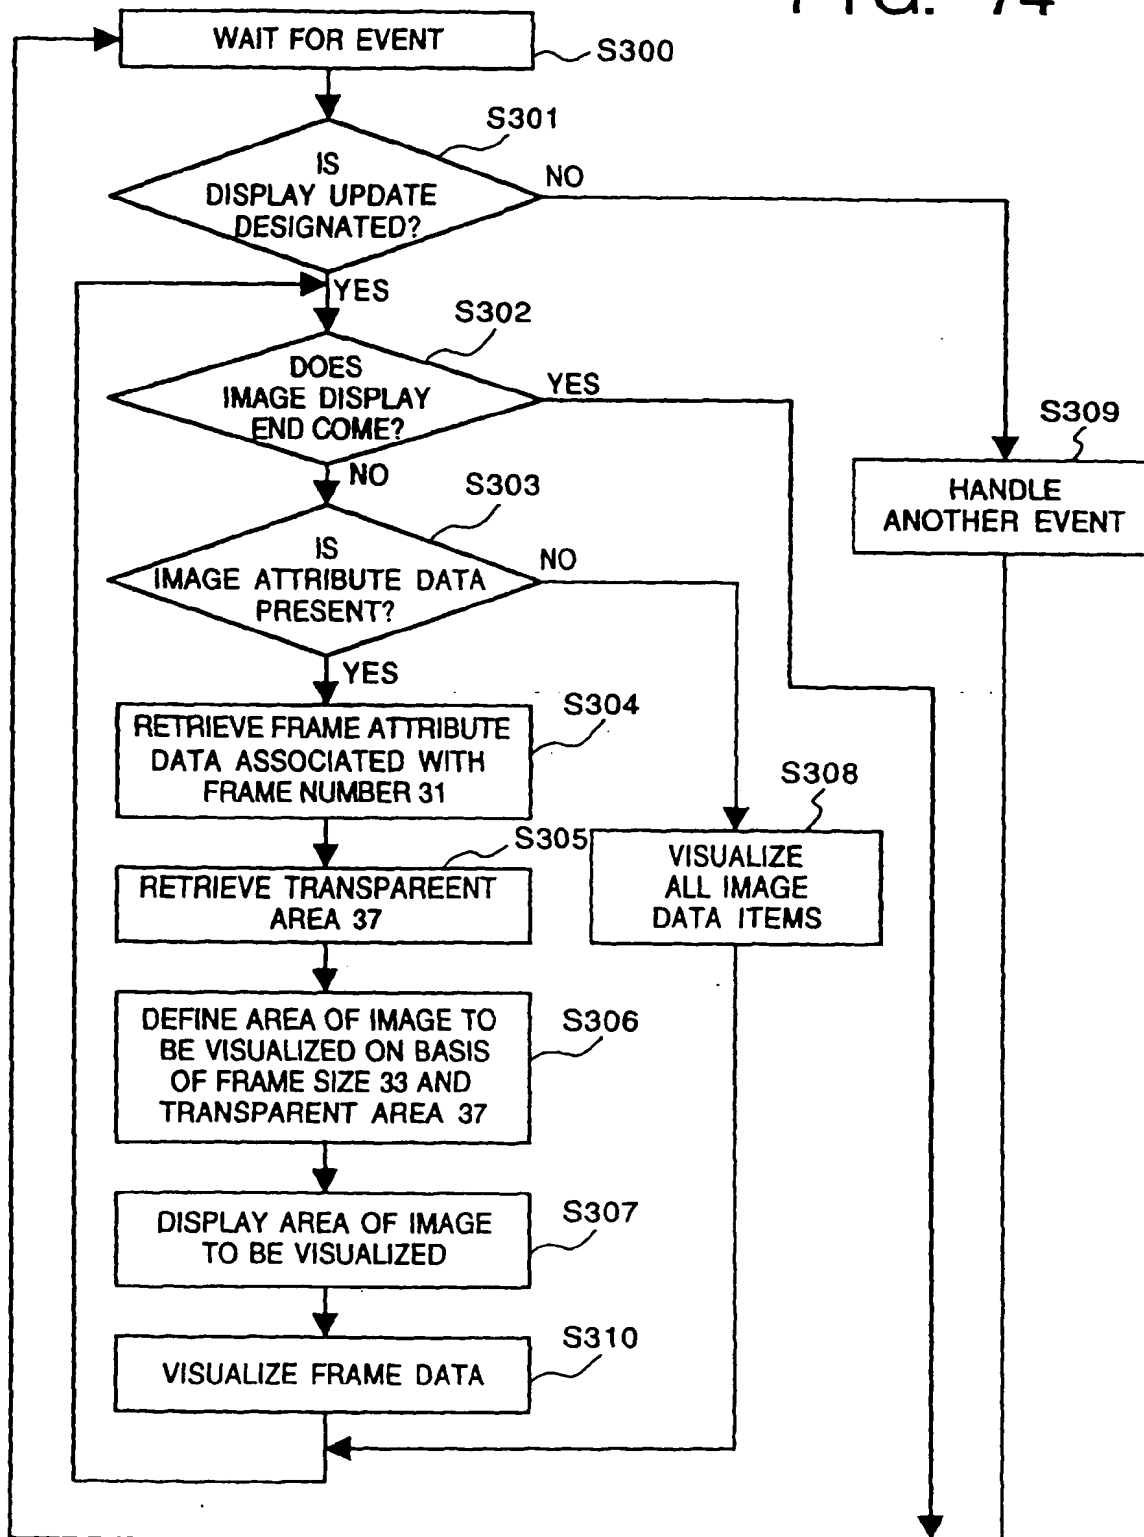 FIG. 74
WAIT FOR EVENT
S300
S301
IS
DISPLAY UPDATE
DESIGNATED?
NO
YES
S302
DOES
IMAGE DISPLAY
END COME?
YES
S309
HANDLE
ANOTHER EVENT
NO
S303
IS
IMAGE ATTRIBUTE DATA
PRESENT?
NO
YES
S304
RETRIEVE FRAME ATTRIBUTE
DATA ASSOCIATED WITH
FRAME NUMBER 31
S308
VISUALIZE
ALL IMAGE
DATA ITEMS
S305
RETRIEVE TRANSPAREENT
AREA 37
S306
DEFINE AREA OF IMAGE TO
BE VISUALIZED ON BASIS
OF FRAME SIZE 33 AND
TRANSPARENT AREA 37
S307
DISPLAY AREA OF IMAGE
TO BE VISUALIZED
S310
VISUALIZE FRAME DATA